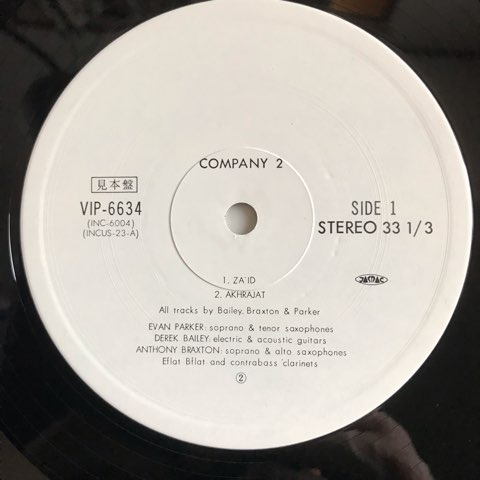 COMPANY 2
見本盤
VIP-6634
(INC-6004)
(INCUS-23-A)
SIDE 1
STEREO 33 1/3
1. ZA'ID
2. AKHRAJAT
JASRAC
All tracks by Bailey, Braxton & Parker
EVAN PARKER: soprano & tenor saxophones
DEREK BAILEY: electric & acoustic guitars
ANTHONY BRAXTON: soprano & alto saxophones
Eflat Bflat and contrabass clarinets
②